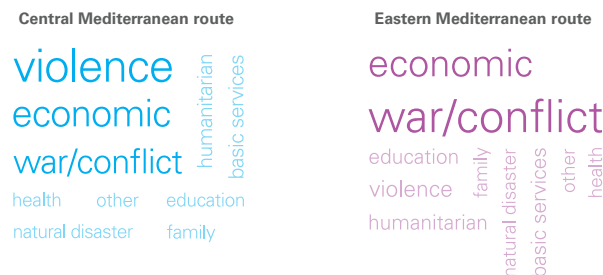 Central Mediterranean route
violence
economic
war/conflict
humanitarian
basic services
health other education
natural disaster family
Eastern Mediterranean route
economic
war/conflict
education
violence
humanitarian
family
natural disaster
basic services
other
health